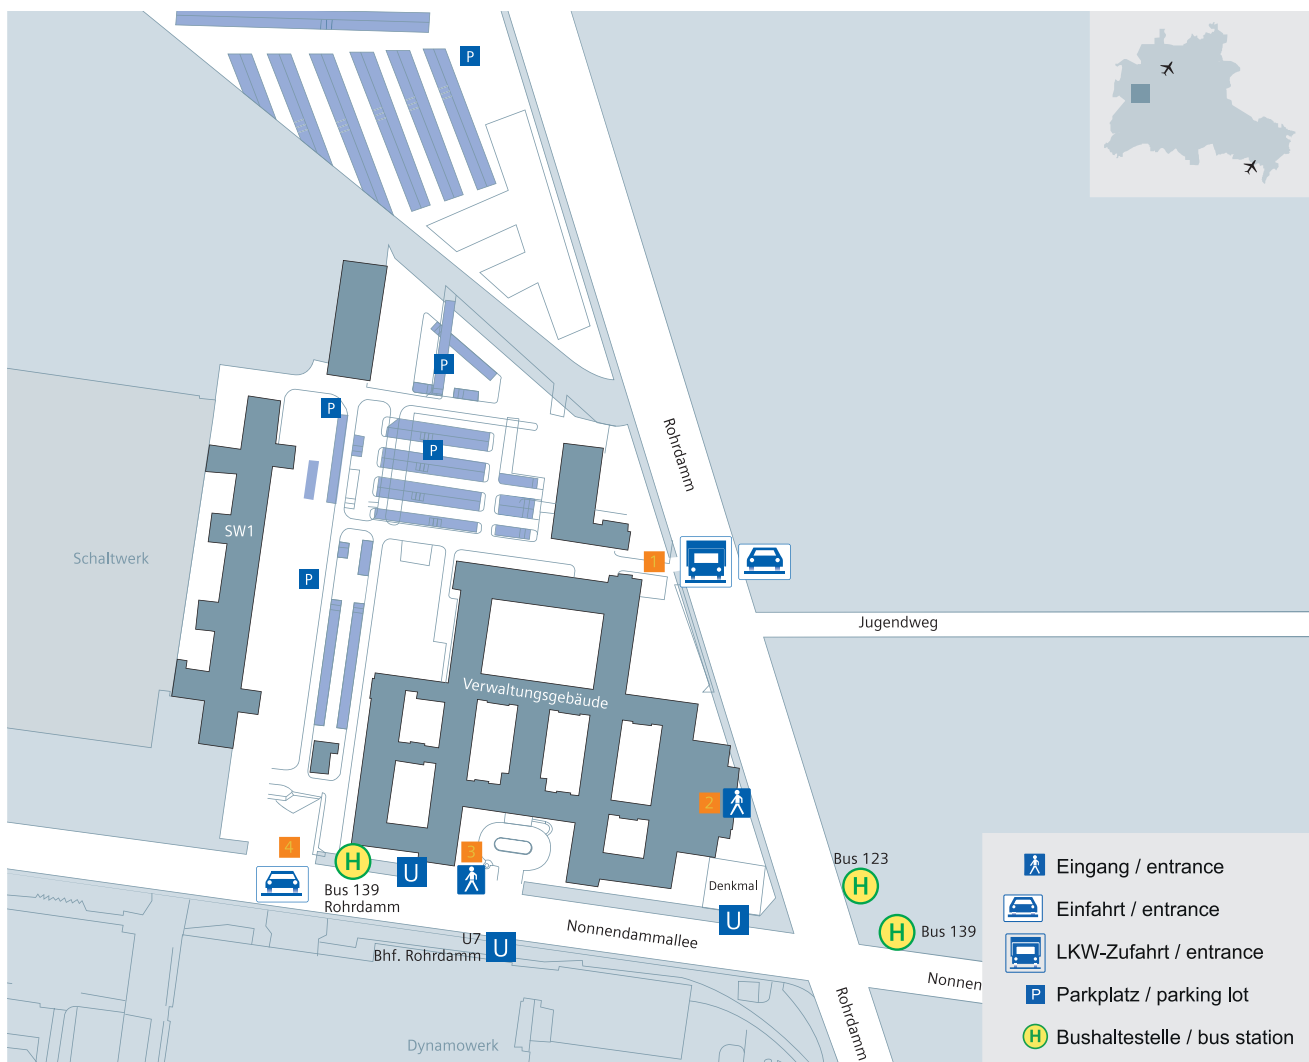 P
P
P
P
P
Rohrdamm
SW1
Schaltwerk
1
Jugendweg
Verwaltungsgebäude
2
3
4
H
Bus 139
Rohrdamm
U
Denkmal
U
Bus 123
H
H
Bus 139
Nonnendammallee
U7
Bhf. Rohrdamm
U
Nonnen
Rohrdamm
Dynamowerk
Eingang / entrance
Einfahrt / entrance
LKW-Zufahrt / entrance
P Parkplatz / parking lot
H Bushaltestelle / bus station